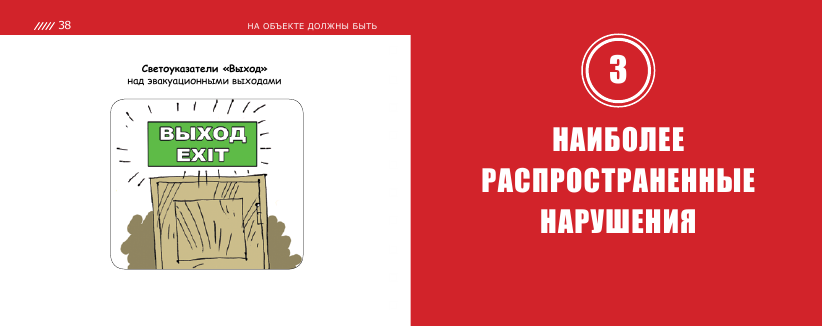 38
НА ОБЪЕКТЕ ДОЛЖНЫ БЫТЬ
Светоуказатели «Выход»
над эвакуационными выходами
ВЫХОД
EXIT
3
НАИБОЛЕЕ
РАСПРОСТРАНЕННЫЕ
НАРУШЕНИЯ